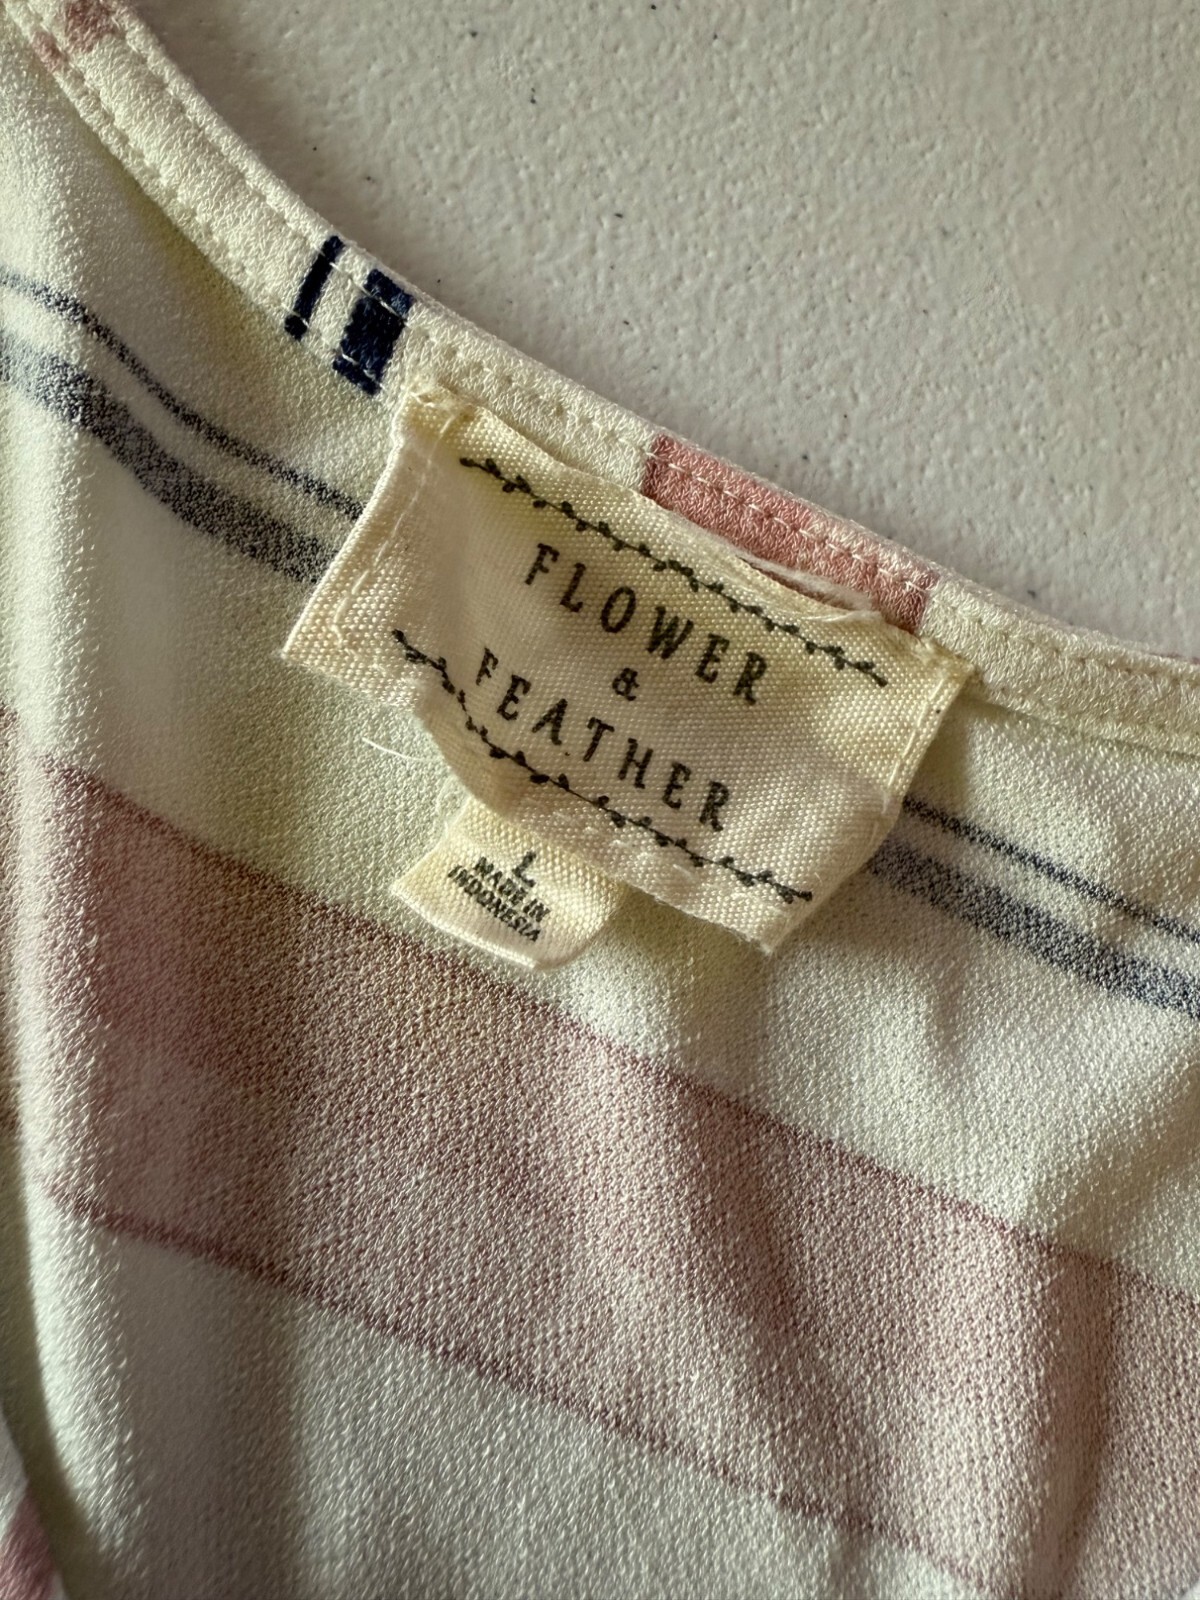 FLOWER
&
FEATHER
L
MADE IN
INDONESIA